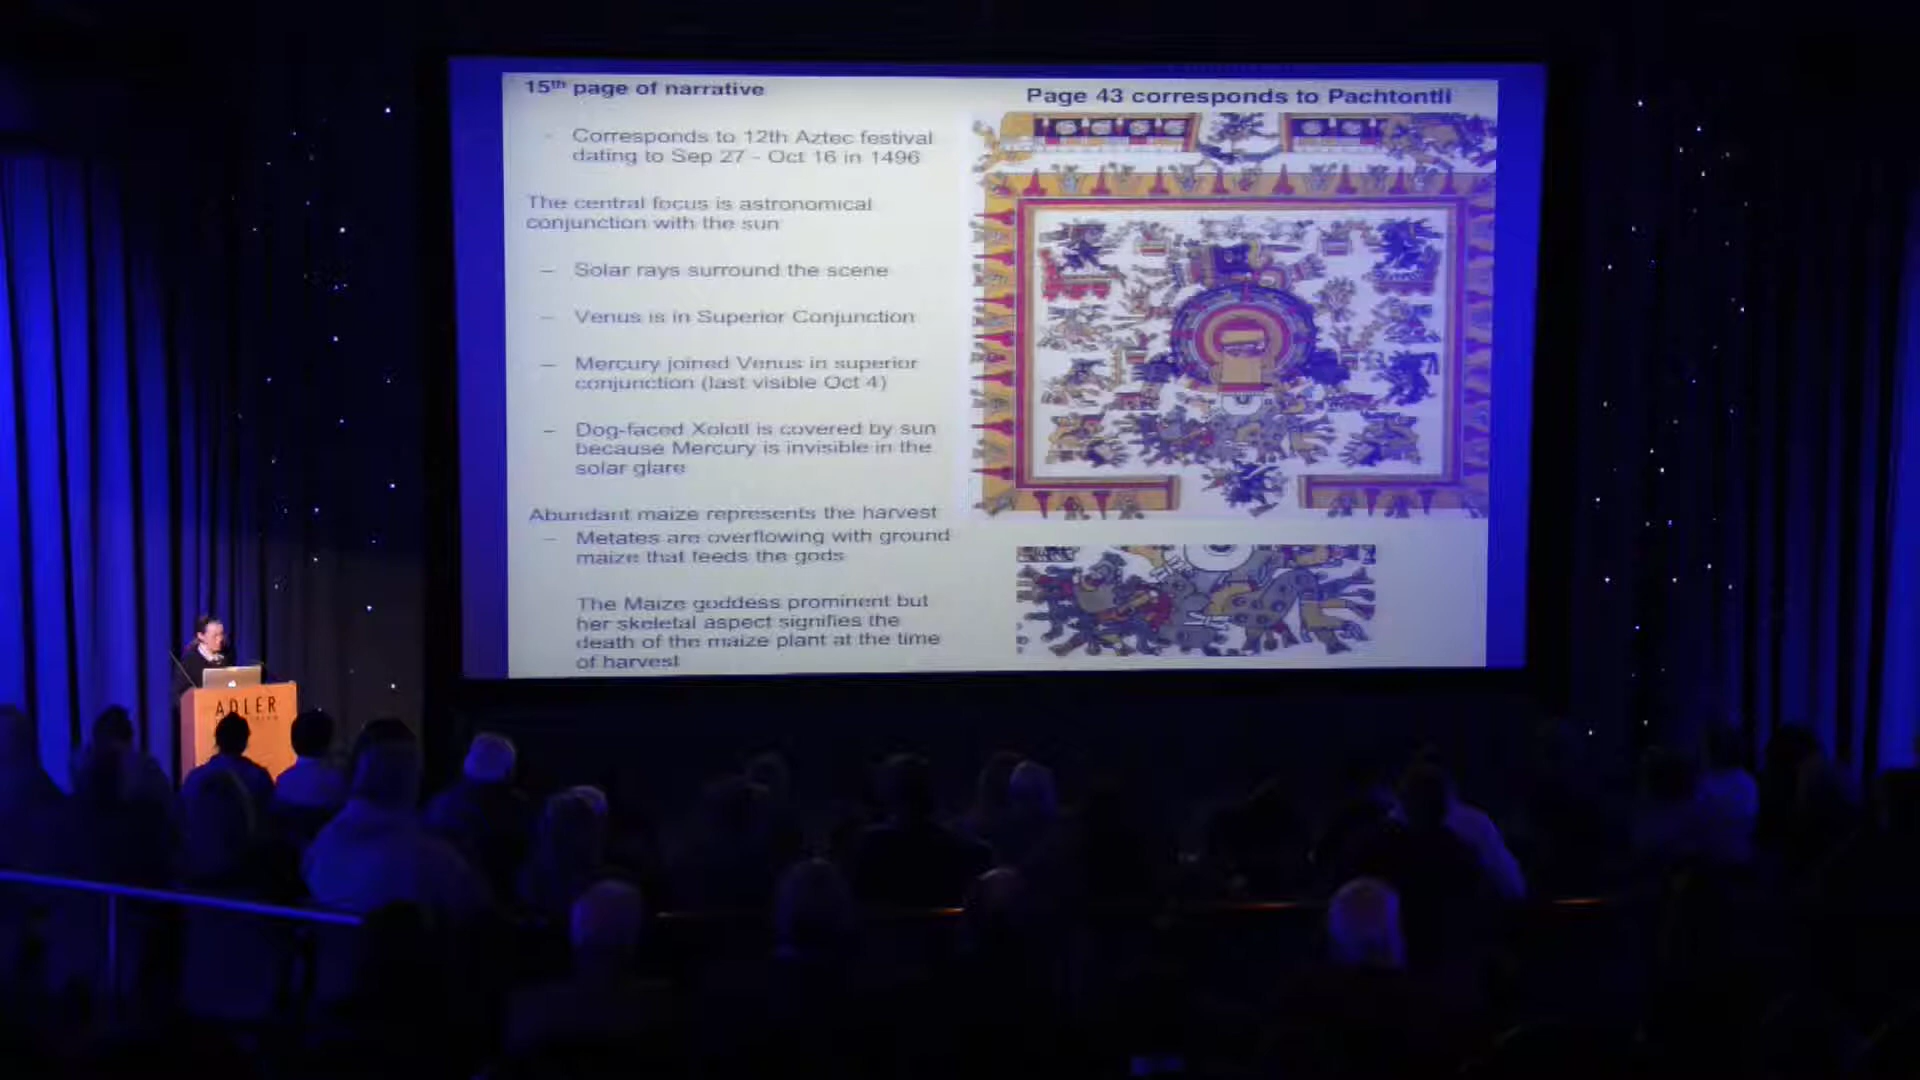 15th page of narrative
- Corresponds to 12th Aztec festival
dating to Sep 27 - Oct 16 in 1496
The central focus is astronomical
conjunction with the sun
– Solar rays surround the scene
– Venus is in Superior Conjunction
– Mercury joined Venus in superior
conjunction (last visible Oct 4)
– Dog-faced Xolotl is covered by sun
because Mercury is invisible in the
solar glare
Abundant maize represents the harvest
– Metates are overflowing with ground
maize that feeds the gods
The Maize goddess prominent but
her skeletal aspect signifies the
death of the maize plant at the time
of harvest
Page 43 corresponds to Pachtontli
ADLER